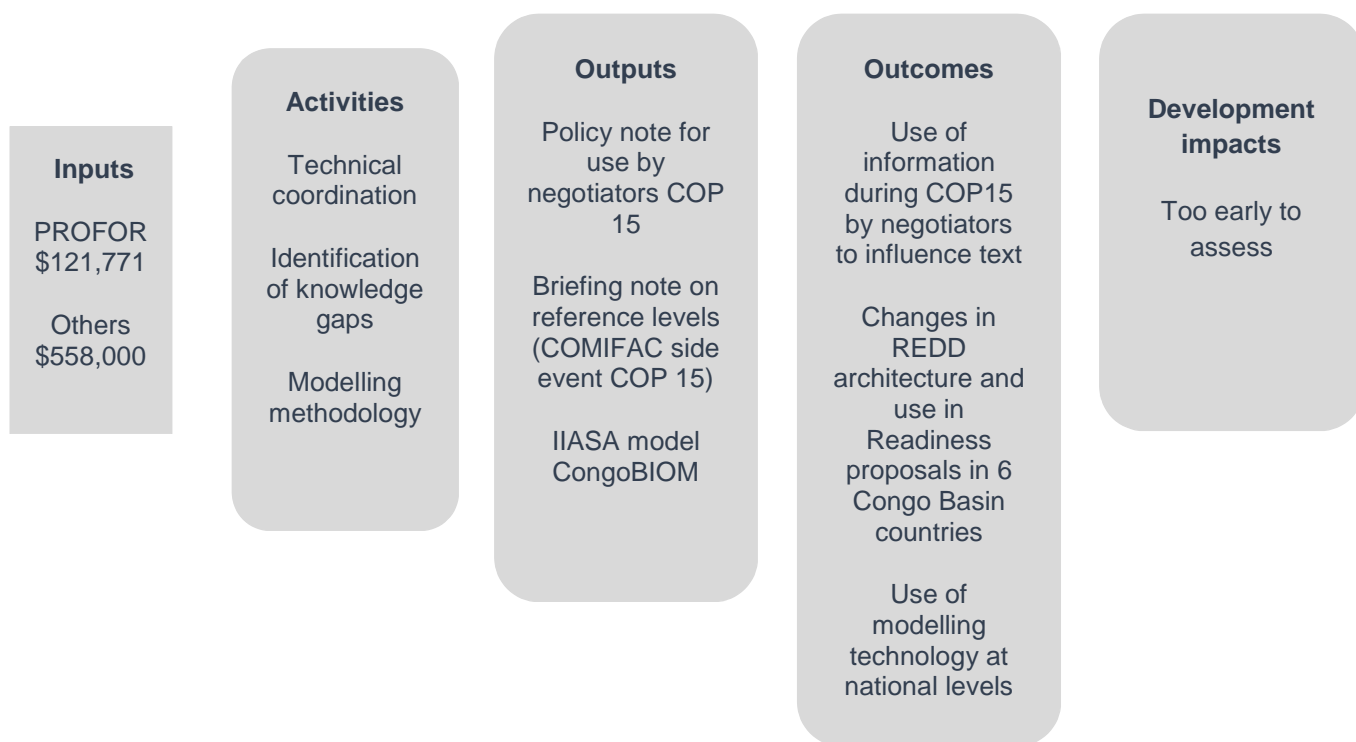 Inputs
PROFOR
$121,771
Others
$558,000
Activities
Technical
coordination
Identification
of knowledge
gaps
Modelling
methodology
Outputs
Policy note for
use by
negotiators COP
15
Briefing note on
reference levels
(COMIFAC side
event COP 15)
IIASA model
CongoBIOM
Outcomes
Use of
information
during COP15
by negotiators
to influence text
Changes in
REDD
architecture and
use in
Readiness
proposals in 6
Congo Basin
countries
Use of
modelling
technology at
national levels
Development
impacts
Too early to
assess